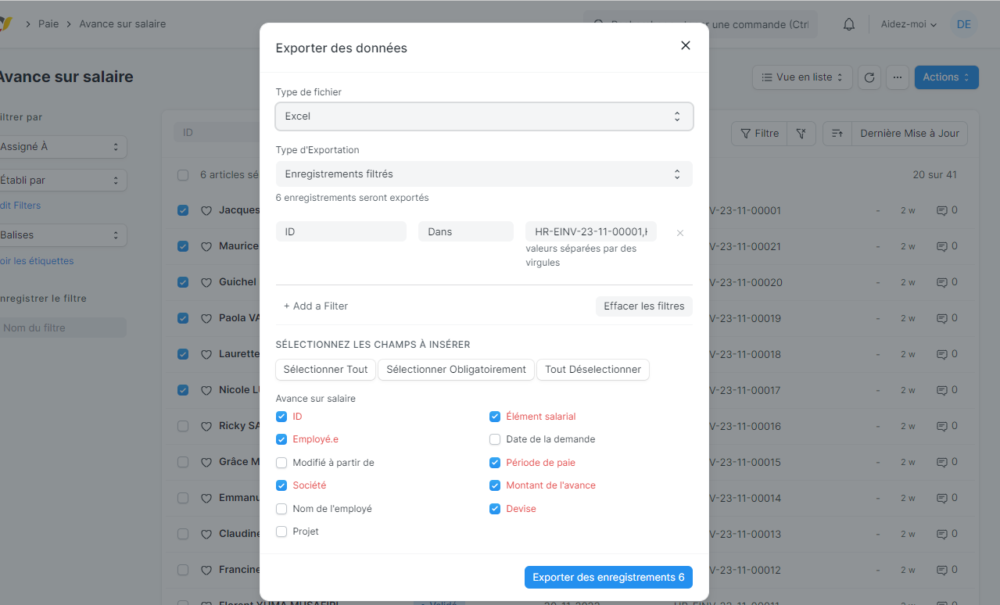 Paie
Avance sur salaire
une commande (Ctrl
Aidez-moi
DE
Exporter des données
Avance sur salaire
Vue en liste
Actions
Type de fichier
Excel
Filtrer par
ID
Filtre
Dernière Mise à Jour
Assigné À
Type d'Exportation
Enregistrements filtrés
6 articles sé
20 sur 41
Établi par
6 enregistrements seront exportés
dit Filters
Jacques
V-23-11-00001
- 2 w 0
Balises
ID
Dans
HR-EINV-23-11-00001,H
valeurs séparées par des
virgules
Maurice
V-23-11-00021
- 2 w 0
oir les étiquettes
Guichel
V-23-11-00020
- 2 w 0
nregistrer le filtre
+ Add a Filter
Effacer les filtres
Nom du filtre
Paola VA
V-23-11-00019
- 2 w 0
SÉLECTIONNEZ LES CHAMPS À INSÉRER
Laurette
V-23-11-00018
- 2 w 0
Sélectionner Tout
Sélectionner Obligatoirement
Tout Déselectionner
Nicole LU
V-23-11-00017
- 2 w 0
Avance sur salaire
ID
Élément salarial
Ricky SA
V-23-11-00016
- 2 w 0
Employé.e
Date de la demande
Modifié à partir de
Période de paie
Grâce M
V-23-11-00015
- 2 w 0
Société
Montant de l'avance
Emmanu
V-23-11-00014
- 2 w 0
Nom de l'employé
Devise
Projet
Claudine
V-23-11-00013
- 2 w 0
Francine
V-23-11-00012
- 2 w 0
Exporter des enregistrements 6